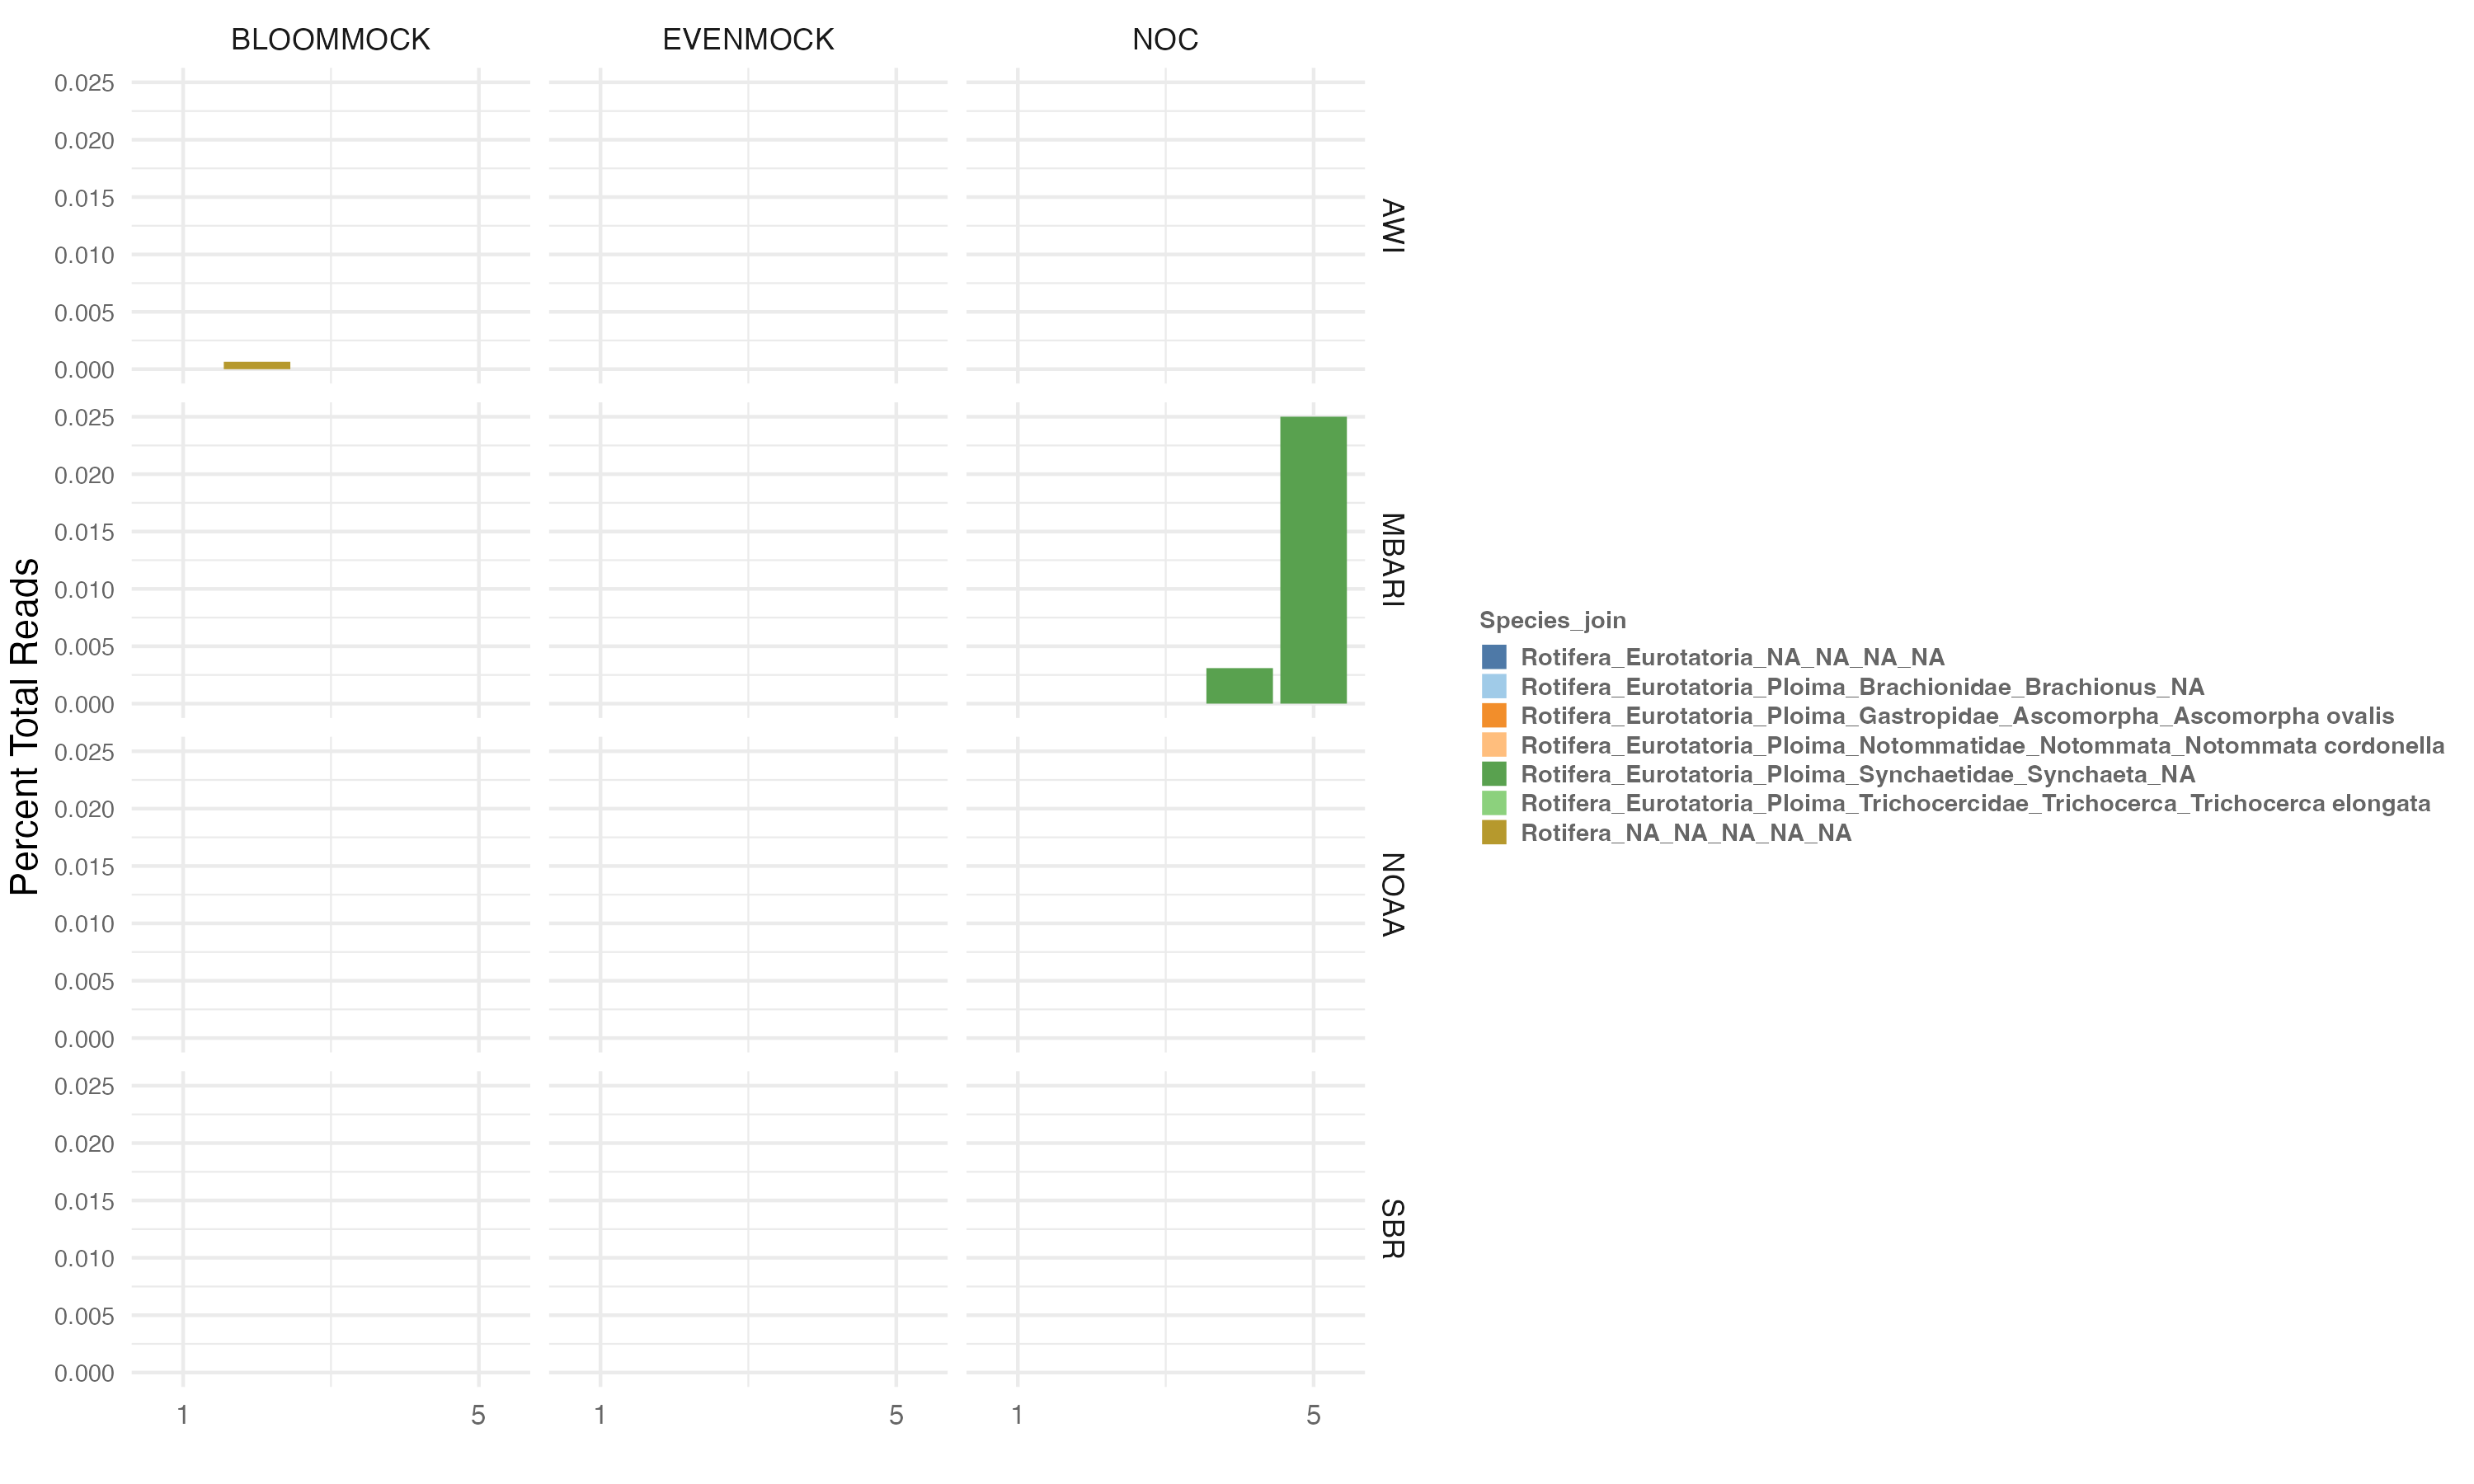 BLOOMMOCK EVENMOCK NOC
0.025
0.020
0.015
0.010
0.005
0.000
AWI
0.025
0.020
0.015
0.010
0.005
0.000
MBARI
0.025
0.020
0.015
0.010
0.005
0.000
NOAA
0.025
0.020
0.015
0.010
0.005
0.000
SBR
1 5 1 5 1 5
Percent Total Reads
Species_join
Rotifera_Eurotatoria_NA_NA_NA_NA
Rotifera_Eurotatoria_Ploima_Brachionidae_Brachionus_NA
Rotifera_Eurotatoria_Ploima_Gastropidae_Ascomorpha_Ascomorpha ovalis
Rotifera_Eurotatoria_Ploima_Notommatidae_Notommata_Notommata cordonella
Rotifera_Eurotatoria_Ploima_Synchaetidae_Synchaeta_NA
Rotifera_Eurotatoria_Ploima_Trichocercidae_Trichocerca_Trichocerca elongata
Rotifera_NA_NA_NA_NA_NA